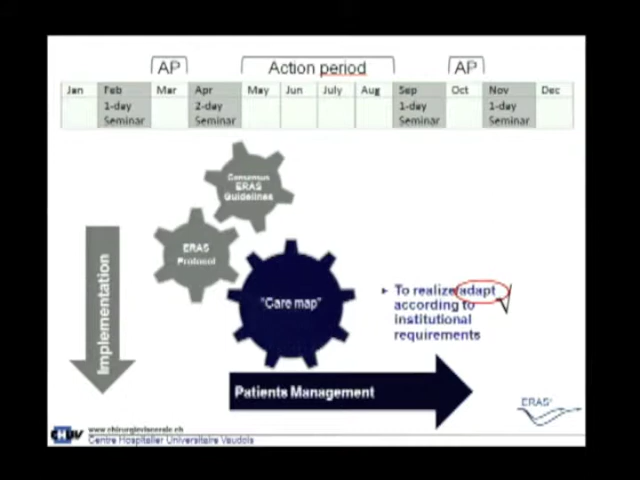 AP Action period AP
Jan Feb Mar Apr May Jun July Aug Sep Oct Nov Dec
1-day 2-day 1-day 1-day
Seminar Seminar Seminar Seminar
Consensus
ERAS
Guidelines
ERAS
Protocol
"Care map"
Implementation
To realize adapt
according to
institutional
requirements
Patients Management
ERAS
www.chirurgieviscerale.ch
CHUV Centre Hospitalier Universitaire Vaudois